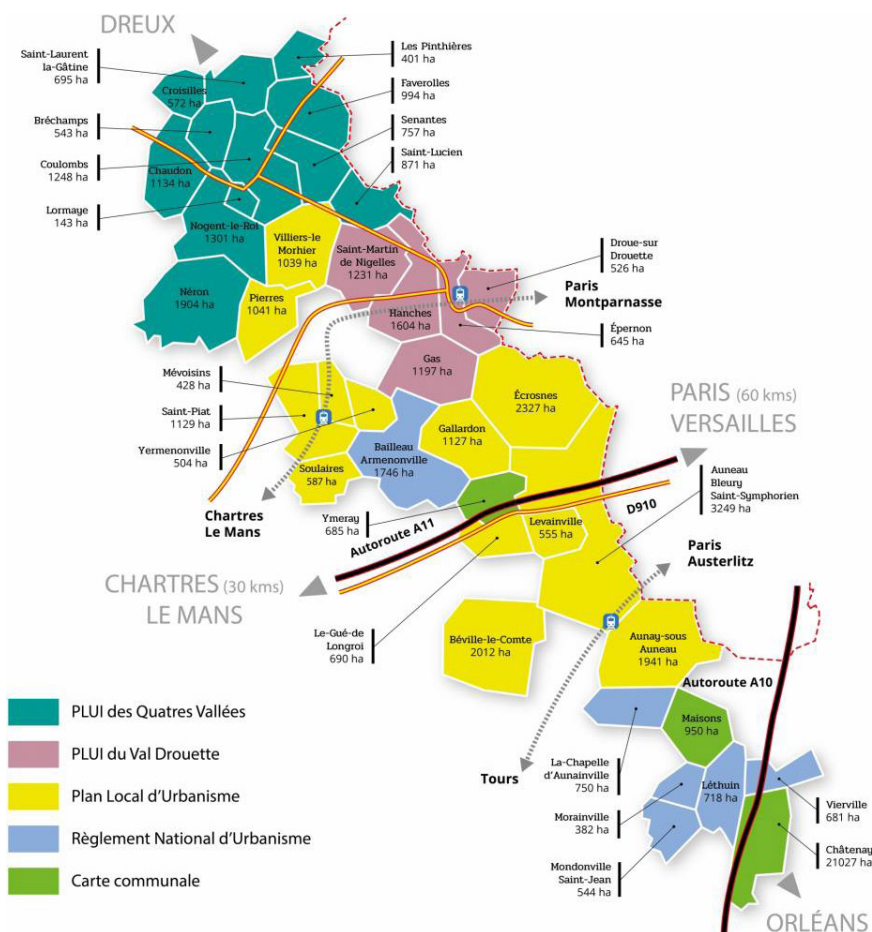 DREUX
Saint-Laurent
la-Gâtine
695 ha
Les Pinthières
401 ha
Croisilles
572 ha
Faverolles
994 ha
Bréchamps
543 ha
Senantes
757 ha
Coulombs
1248 ha
Saint-Lucien
871 ha
Chaudon
1134 ha
Lormaye
143 ha
Nogent-le-Roi
1301 ha
Villiers-le
Morhier
1039 ha
Saint-Martin
de Nigelles
1231 ha
Droue-sur
Drouette
526 ha
Néron
1904 ha
Pierres
1041 ha
Paris
Montparnasse
Hanches
1604 ha
Épernon
645 ha
Gas
1197 ha
Mévoisins
428 ha
Écrosnes
2327 ha
PARIS (60 kms)
VERSAILLES
Saint-Piat
1129 ha
Gallardon
1127 ha
Yermenonville
504 ha
Bailleau
Armenonville
1746 ha
Soulaires
587 ha
Auneau
Bleury
Saint-Symphorien
3249 ha
Chartres
Le Mans
Ymeray
685 ha
Autoroute A11
D910
Levainville
555 ha
Paris
Austerlitz
CHARTRES (30 kms)
LE MANS
Le-Gué-de
Longroi
690 ha
Béville-le-Comte
2012 ha
Aunay-sous
Auneau
1941 ha
Autoroute A10
Maisons
950 ha
Tours
La-Chapelle
d'Aunainville
750 ha
Léthuin
718 ha
Vierville
681 ha
Morainville
382 ha
Châtenay
21027 ha
Mondonville
Saint-Jean
544 ha
ORLÉANS
PLUI des Quatres Vallées
PLUI du Val Drouette
Plan Local d'Urbanisme
Règlement National d'Urbanisme
Carte communale